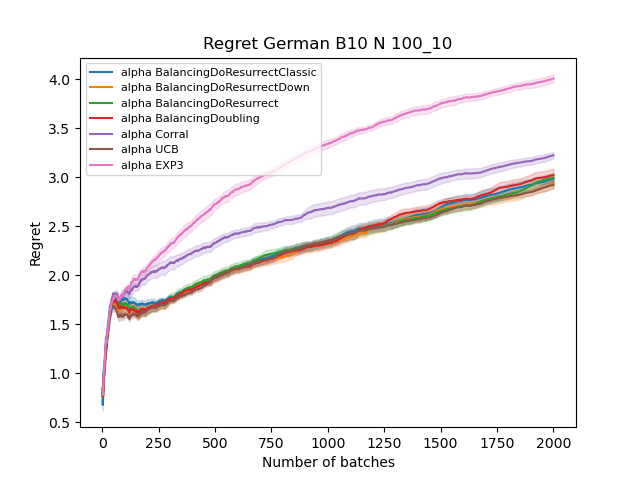 Regret German B10 N 100_10
alpha BalancingDoResurrectClassic
alpha BalancingDoResurrectDown
alpha BalancingDoResurrect
alpha BalancingDoubling
alpha Corral
alpha UCB
alpha EXP3
Regret
4.0
3.5
3.0
2.5
2.0
1.5
1.0
0.5
0 250 500 750 1000 1250 1500 1750 2000
Number of batches